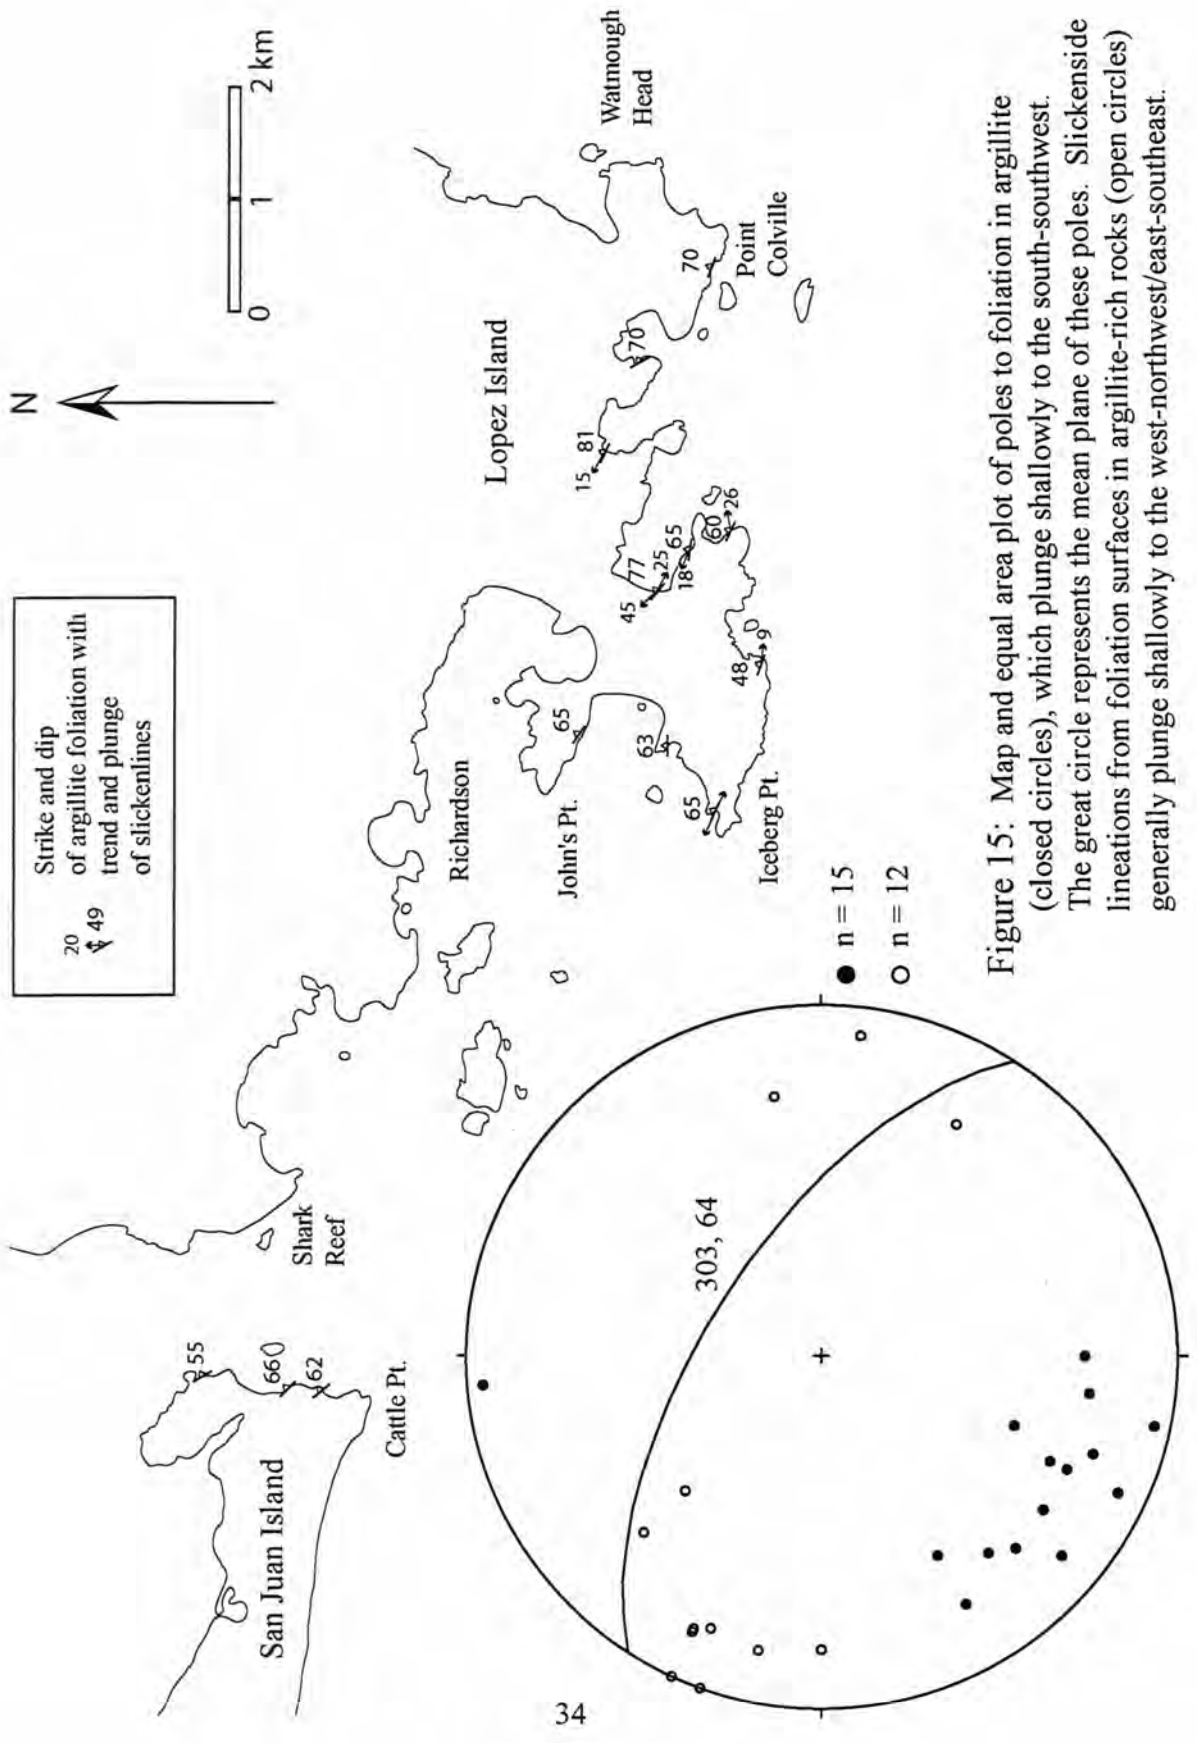 N
0 1 2 km
Strike and dip
of argillite foliation with
trend and plunge
of slickenlines
20
49
San Juan Island
55
660
62
Cattle Pt.
Shark
Reef
Richardson
Lopez Island
John's Pt.
65
63
65
Iceberg Pt.
48
9
45
77
25
18
65
60
26
15
81
70
70
Point
Colville
Watmough
Head
303, 64
n = 15
n = 12
Figure 15: Map and equal area plot of poles to foliation in argillite
(closed circles), which plunge shallowly to the south-southwest.
The great circle represents the mean plane of these poles. Slickenside
lineations from foliation surfaces in argillite-rich rocks (open circles)
generally plunge shallowly to the west-northwest/east-southeast.
34